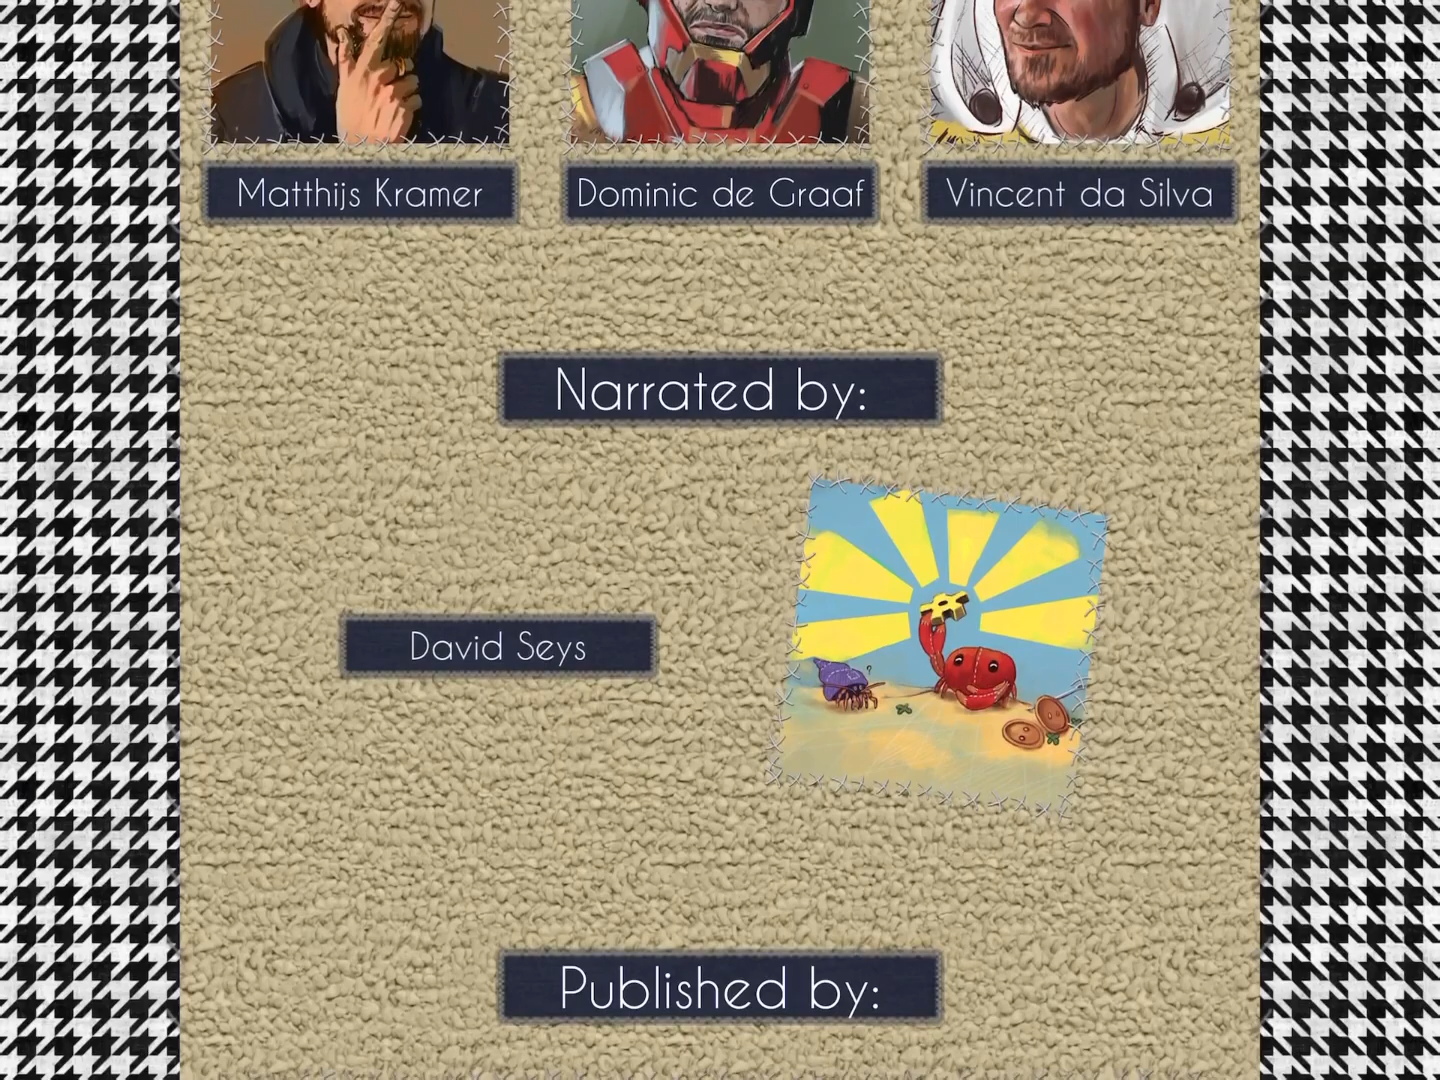 Matthijs Kramer
Dominic de Graaf
Vincent da Silva
Narrated by:
David Seys
?
Published by: